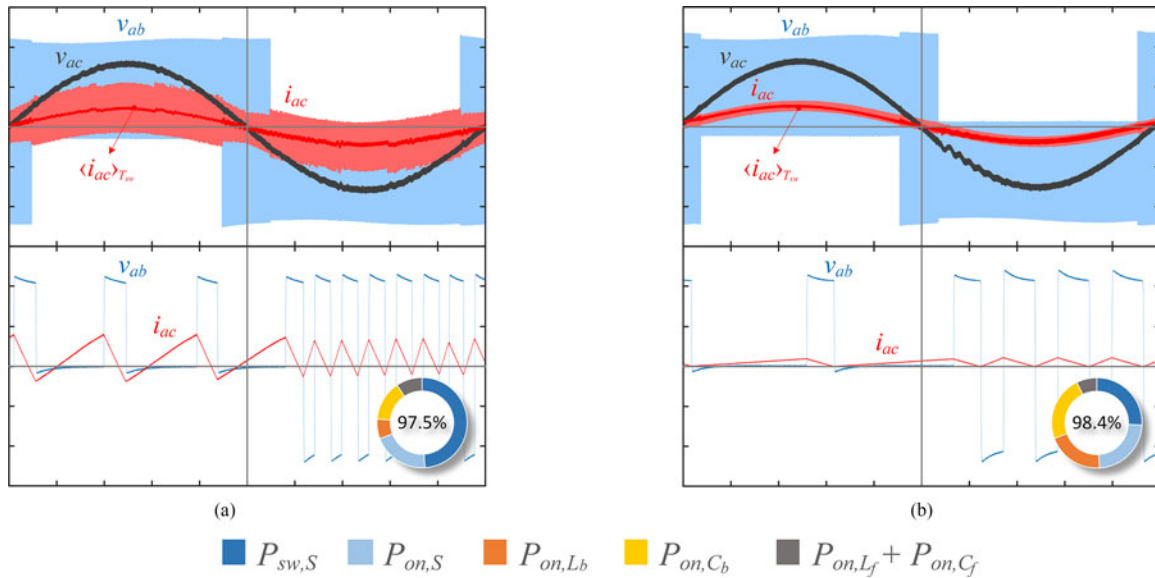 v_ab
v_ac
i_ac
⟨i_ac⟩_Tsw
v_ab
i_ac
97.5%
(a)
v_ab
v_ac
i_ac
⟨i_ac⟩_Tsw
v_ab
i_ac
98.4%
(b)
P_sw,S P_on,S P_on,Lb P_on,Cb P_on,Lf + P_on,Cf